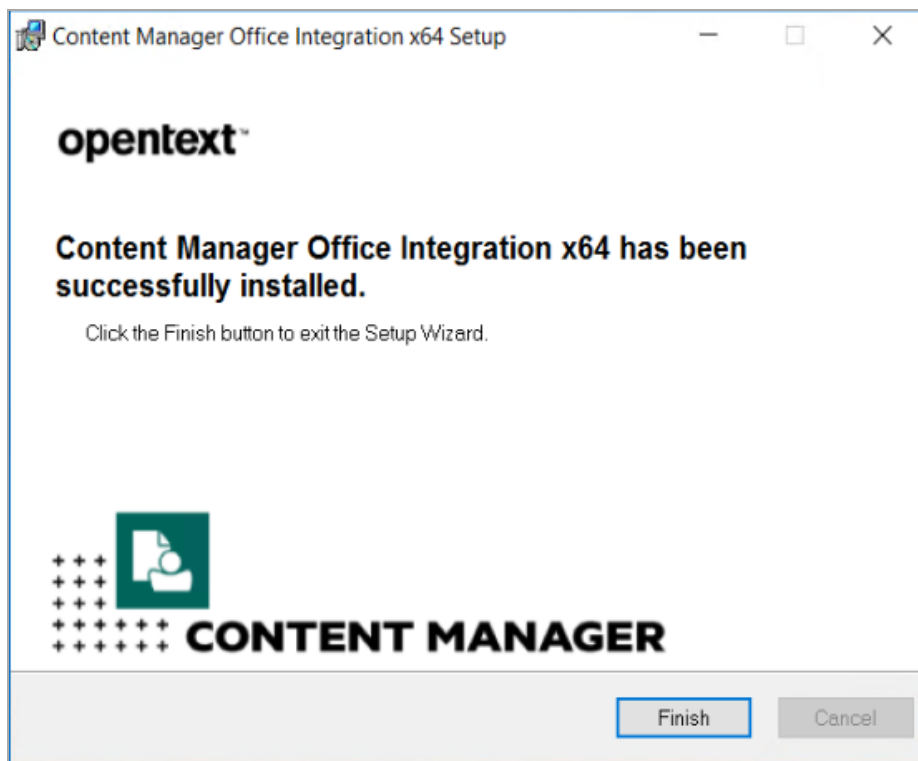 Content Manager Office Integration x64 Setup
opentext™
Content Manager Office Integration x64 has been
successfully installed.
Click the Finish button to exit the Setup Wizard.
CONTENT MANAGER
Finish Cancel